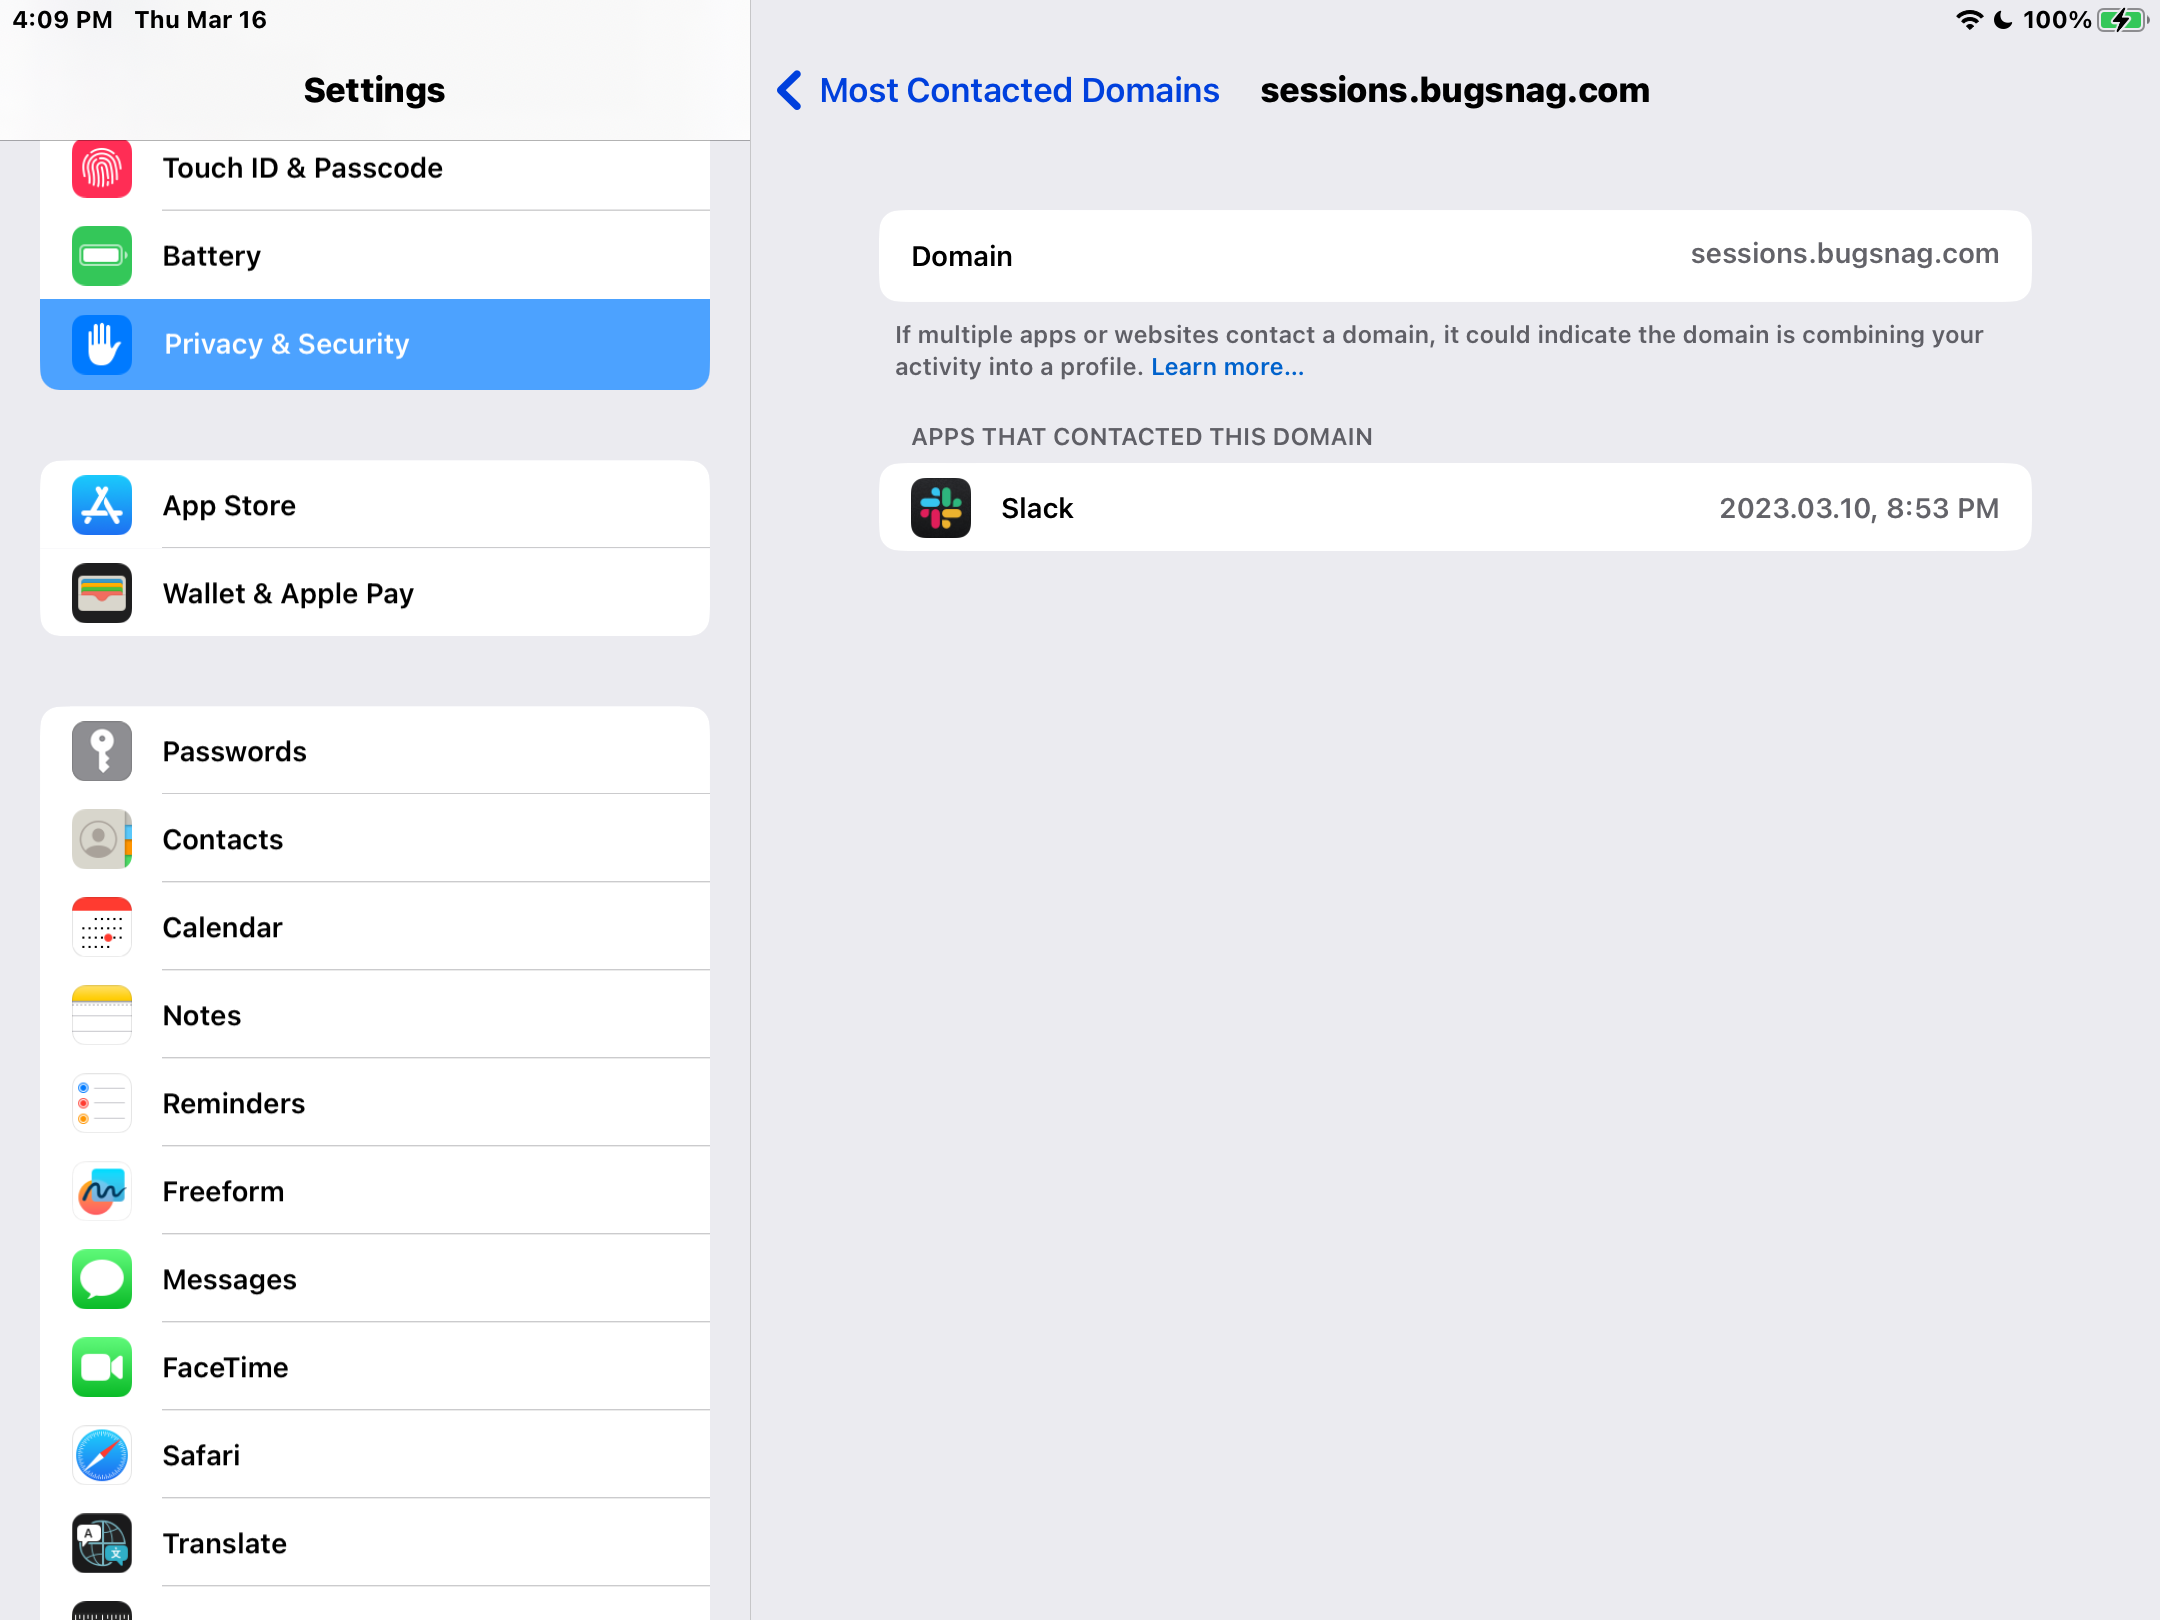 4:09 PM Thu Mar 16
100%
Settings
Touch ID & Passcode
Battery
Privacy & Security
App Store
Wallet & Apple Pay
Passwords
Contacts
Calendar
Notes
Reminders
Freeform
Messages
FaceTime
Safari
A
文
Translate
Most Contacted Domains sessions.bugsnag.com
Domain sessions.bugsnag.com
If multiple apps or websites contact a domain, it could indicate the domain is combining your
activity into a profile. Learn more...
APPS THAT CONTACTED THIS DOMAIN
Slack 2023.03.10, 8:53 PM